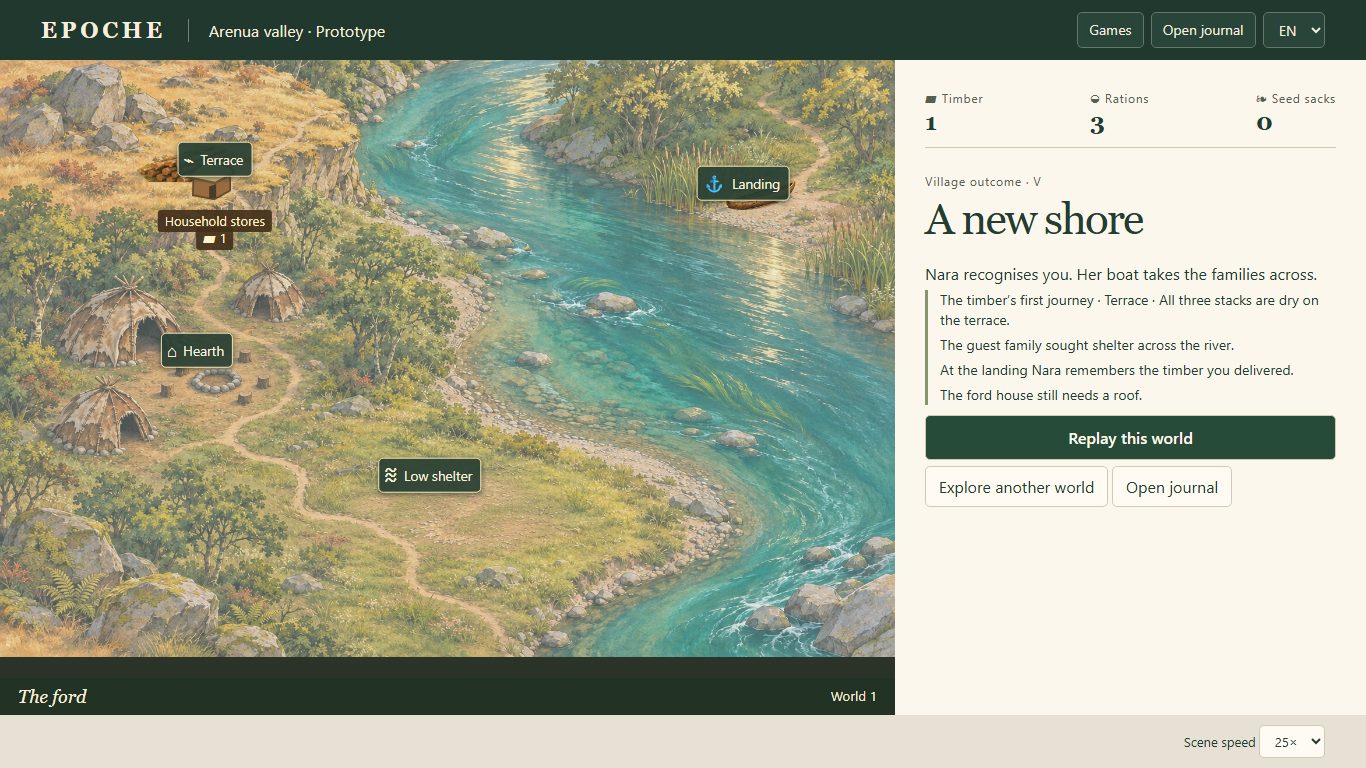 EPOCHE
Arenua valley · Prototype
Games
Open journal
EN
Terrace
Household stores
1
Landing
Hearth
Low shelter
The ford
World 1
Timber
1
Rations
3
Seed sacks
0
Village outcome · V
A new shore
Nara recognises you. Her boat takes the families across.
The timber's first journey · Terrace · All three stacks are dry on
the terrace.
The guest family sought shelter across the river.
At the landing Nara remembers the timber you delivered.
The ford house still needs a roof.
Replay this world
Explore another world
Open journal
Scene speed
25×